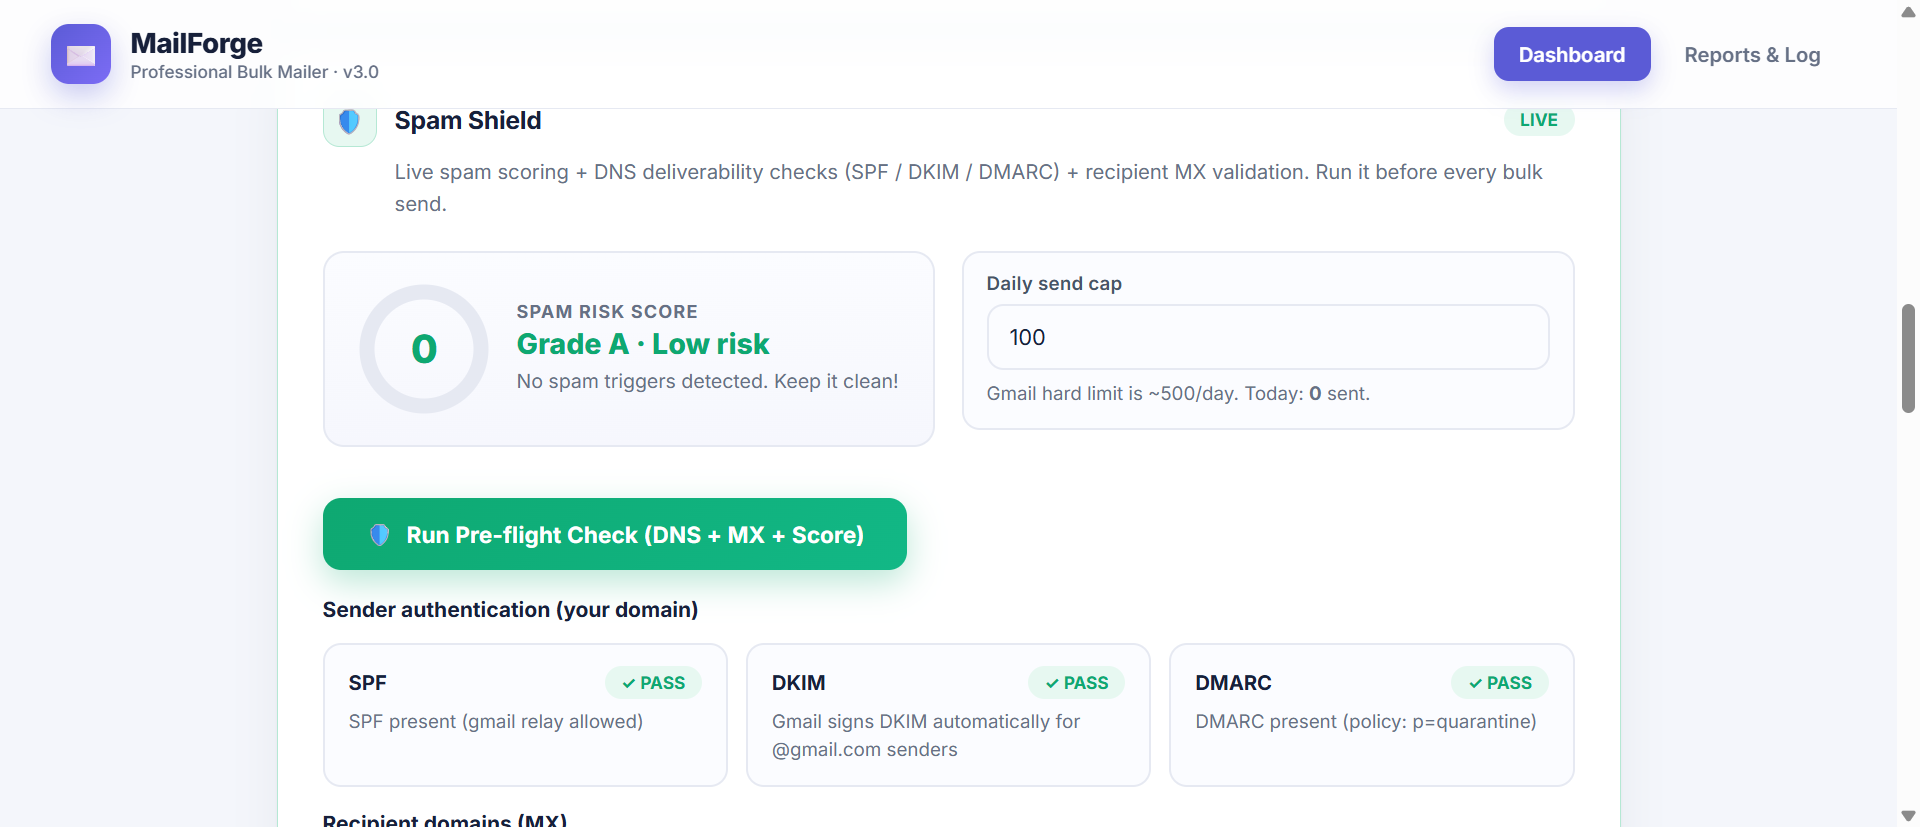 MailForge
Professional Bulk Mailer · v3.0
Dashboard
Reports & Log
Spam Shield
LIVE
Live spam scoring + DNS deliverability checks (SPF / DKIM / DMARC) + recipient MX validation. Run it before every bulk
send.
0
SPAM RISK SCORE
Grade A · Low risk
No spam triggers detected. Keep it clean!
Daily send cap
100
Gmail hard limit is ~500/day. Today: 0 sent.
Run Pre-flight Check (DNS + MX + Score)
Sender authentication (your domain)
SPF
✓ PASS
SPF present (gmail relay allowed)
DKIM
✓ PASS
Gmail signs DKIM automatically for
@gmail.com senders
DMARC
✓ PASS
DMARC present (policy: p=quarantine)
Recipient domains (MX)